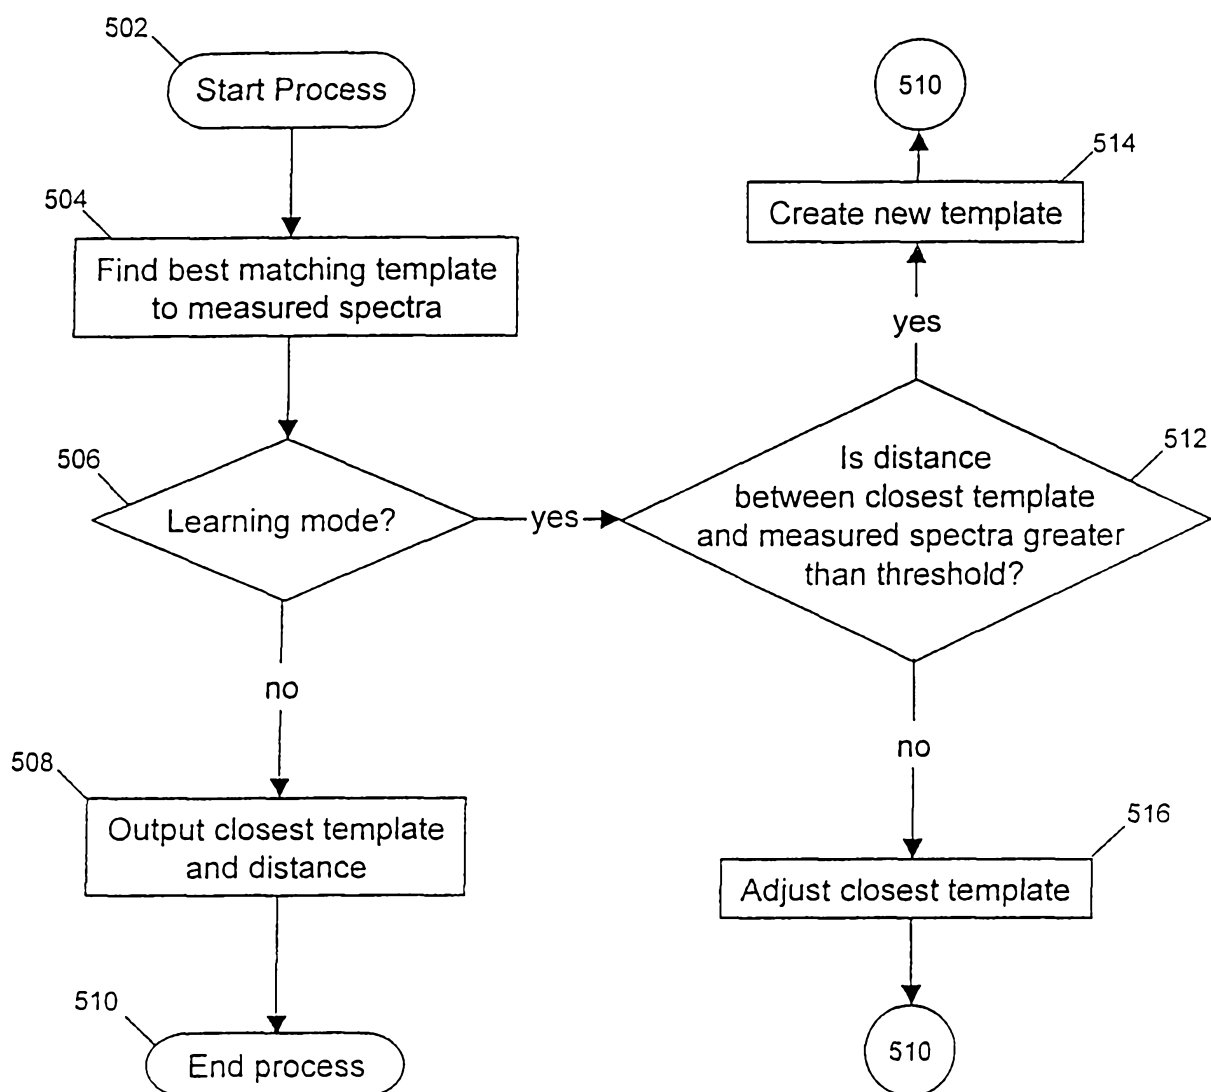 502
Start Process
504
Find best matching template
to measured spectra
506
Learning mode?
yes
no
508
Output closest template
and distance
510
End process
510
514
Create new template
yes
512
Is distance
between closest template
and measured spectra greater
than threshold?
no
516
Adjust closest template
510